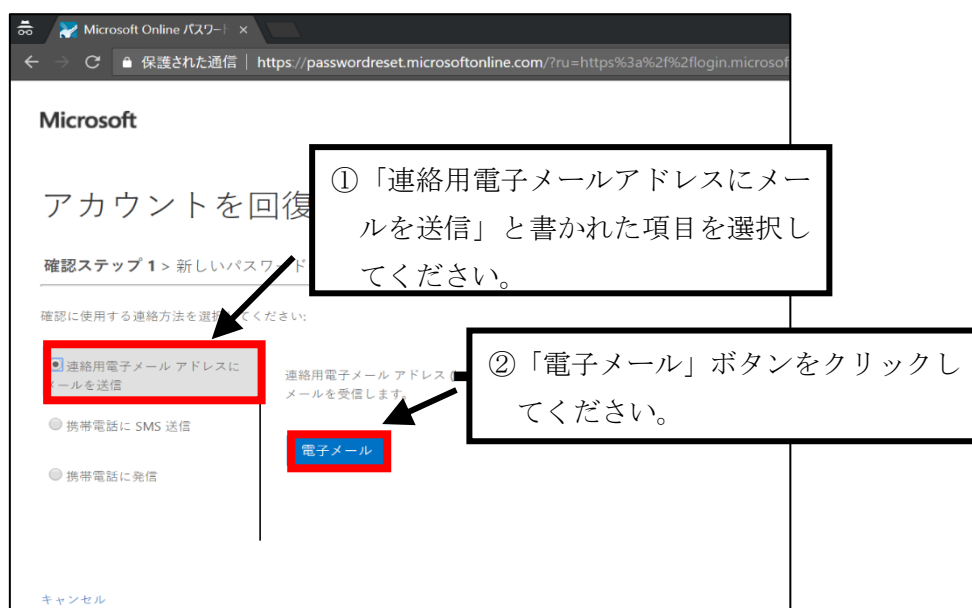 Microsoft Online パスワード
保護された通信 | https://passwordreset.microsoftonline.com/?ru=https%3a%2f%2flogin.microsof
Microsoft
アカウントを回復
①「連絡用電子メールアドレスにメー
ルを送信」と書かれた項目を選択し
てください。
確認ステップ 1 > 新しいパスワード
確認に使用する連絡方法を選択してください:
連絡用電子メール アドレスに
メールを送信
連絡用電子メール アドレス
メールを受信します。
②「電子メール」ボタンをクリックし
てください。
携帯電話に SMS 送信
電子メール
携帯電話に発信
キャンセル